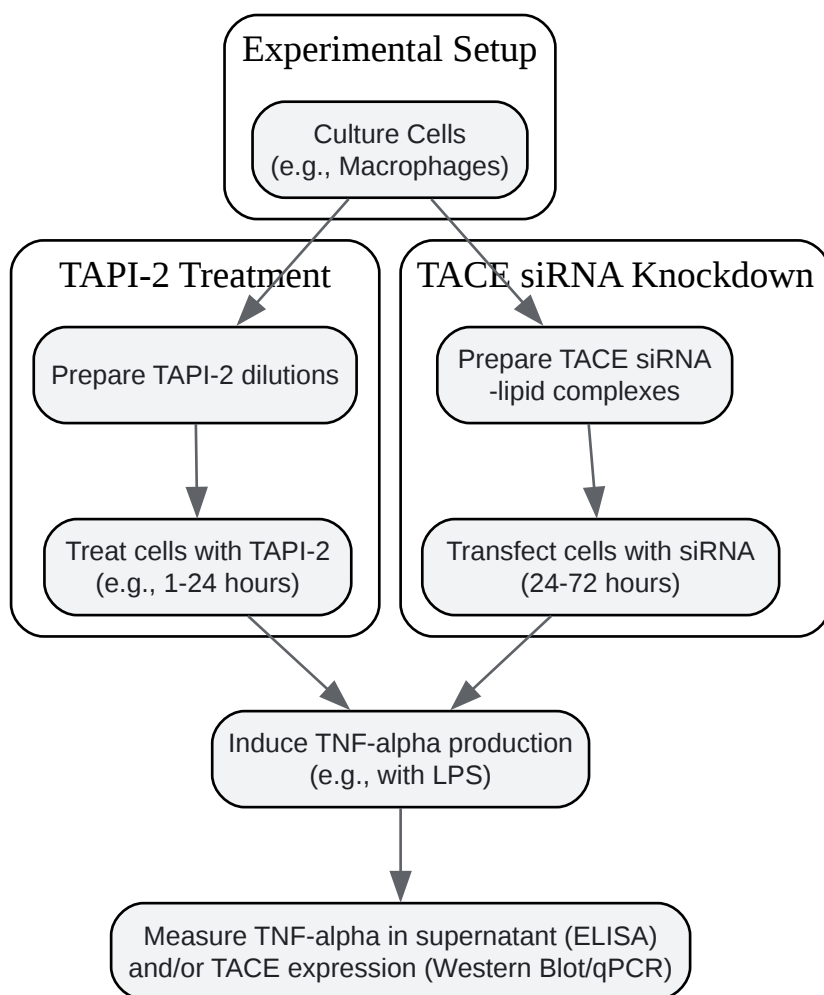 Experimental Setup
Culture Cells
(e.g., Macrophages)
TAPI-2 Treatment
Prepare TAPI-2 dilutions
Treat cells with TAPI-2
(e.g., 1-24 hours)
TACE siRNA Knockdown
Prepare TACE siRNA
-lipid complexes
Transfect cells with siRNA
(24-72 hours)
Induce TNF-alpha production
(e.g., with LPS)
Measure TNF-alpha in supernatant (ELISA)
and/or TACE expression (Western Blot/qPCR)